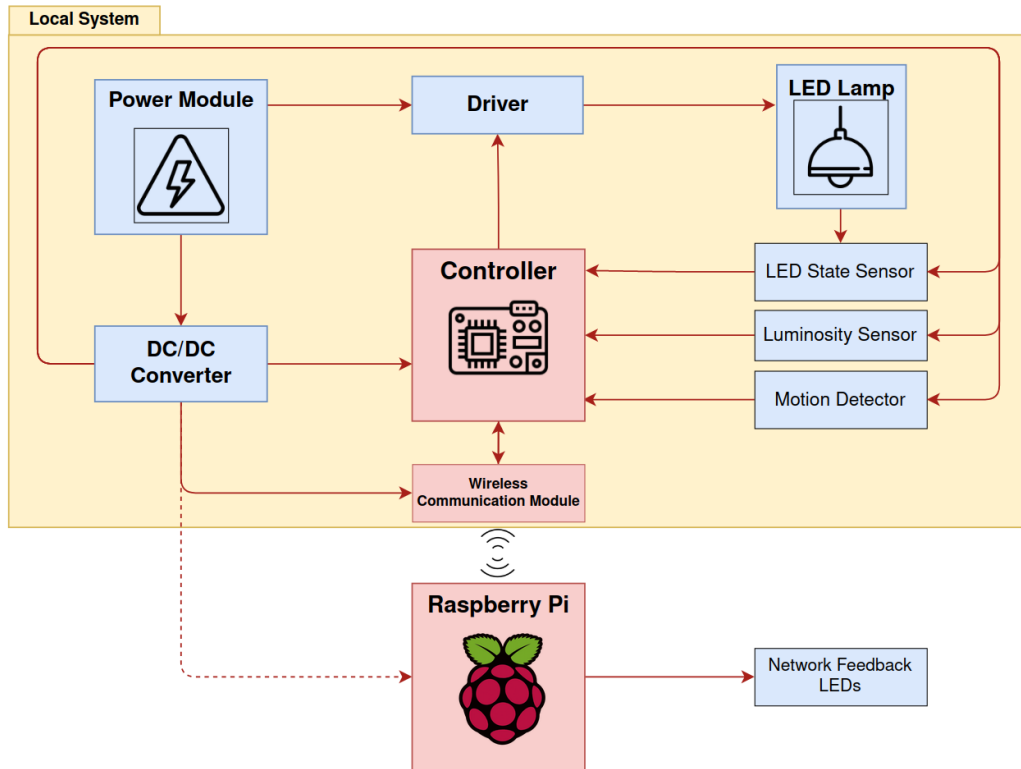 Local System
Power Module
Driver
LED Lamp
Controller
LED State Sensor
Luminosity Sensor
DC/DC
Converter
Motion Detector
Wireless
Communication Module
Raspberry Pi
Network Feedback
LEDs